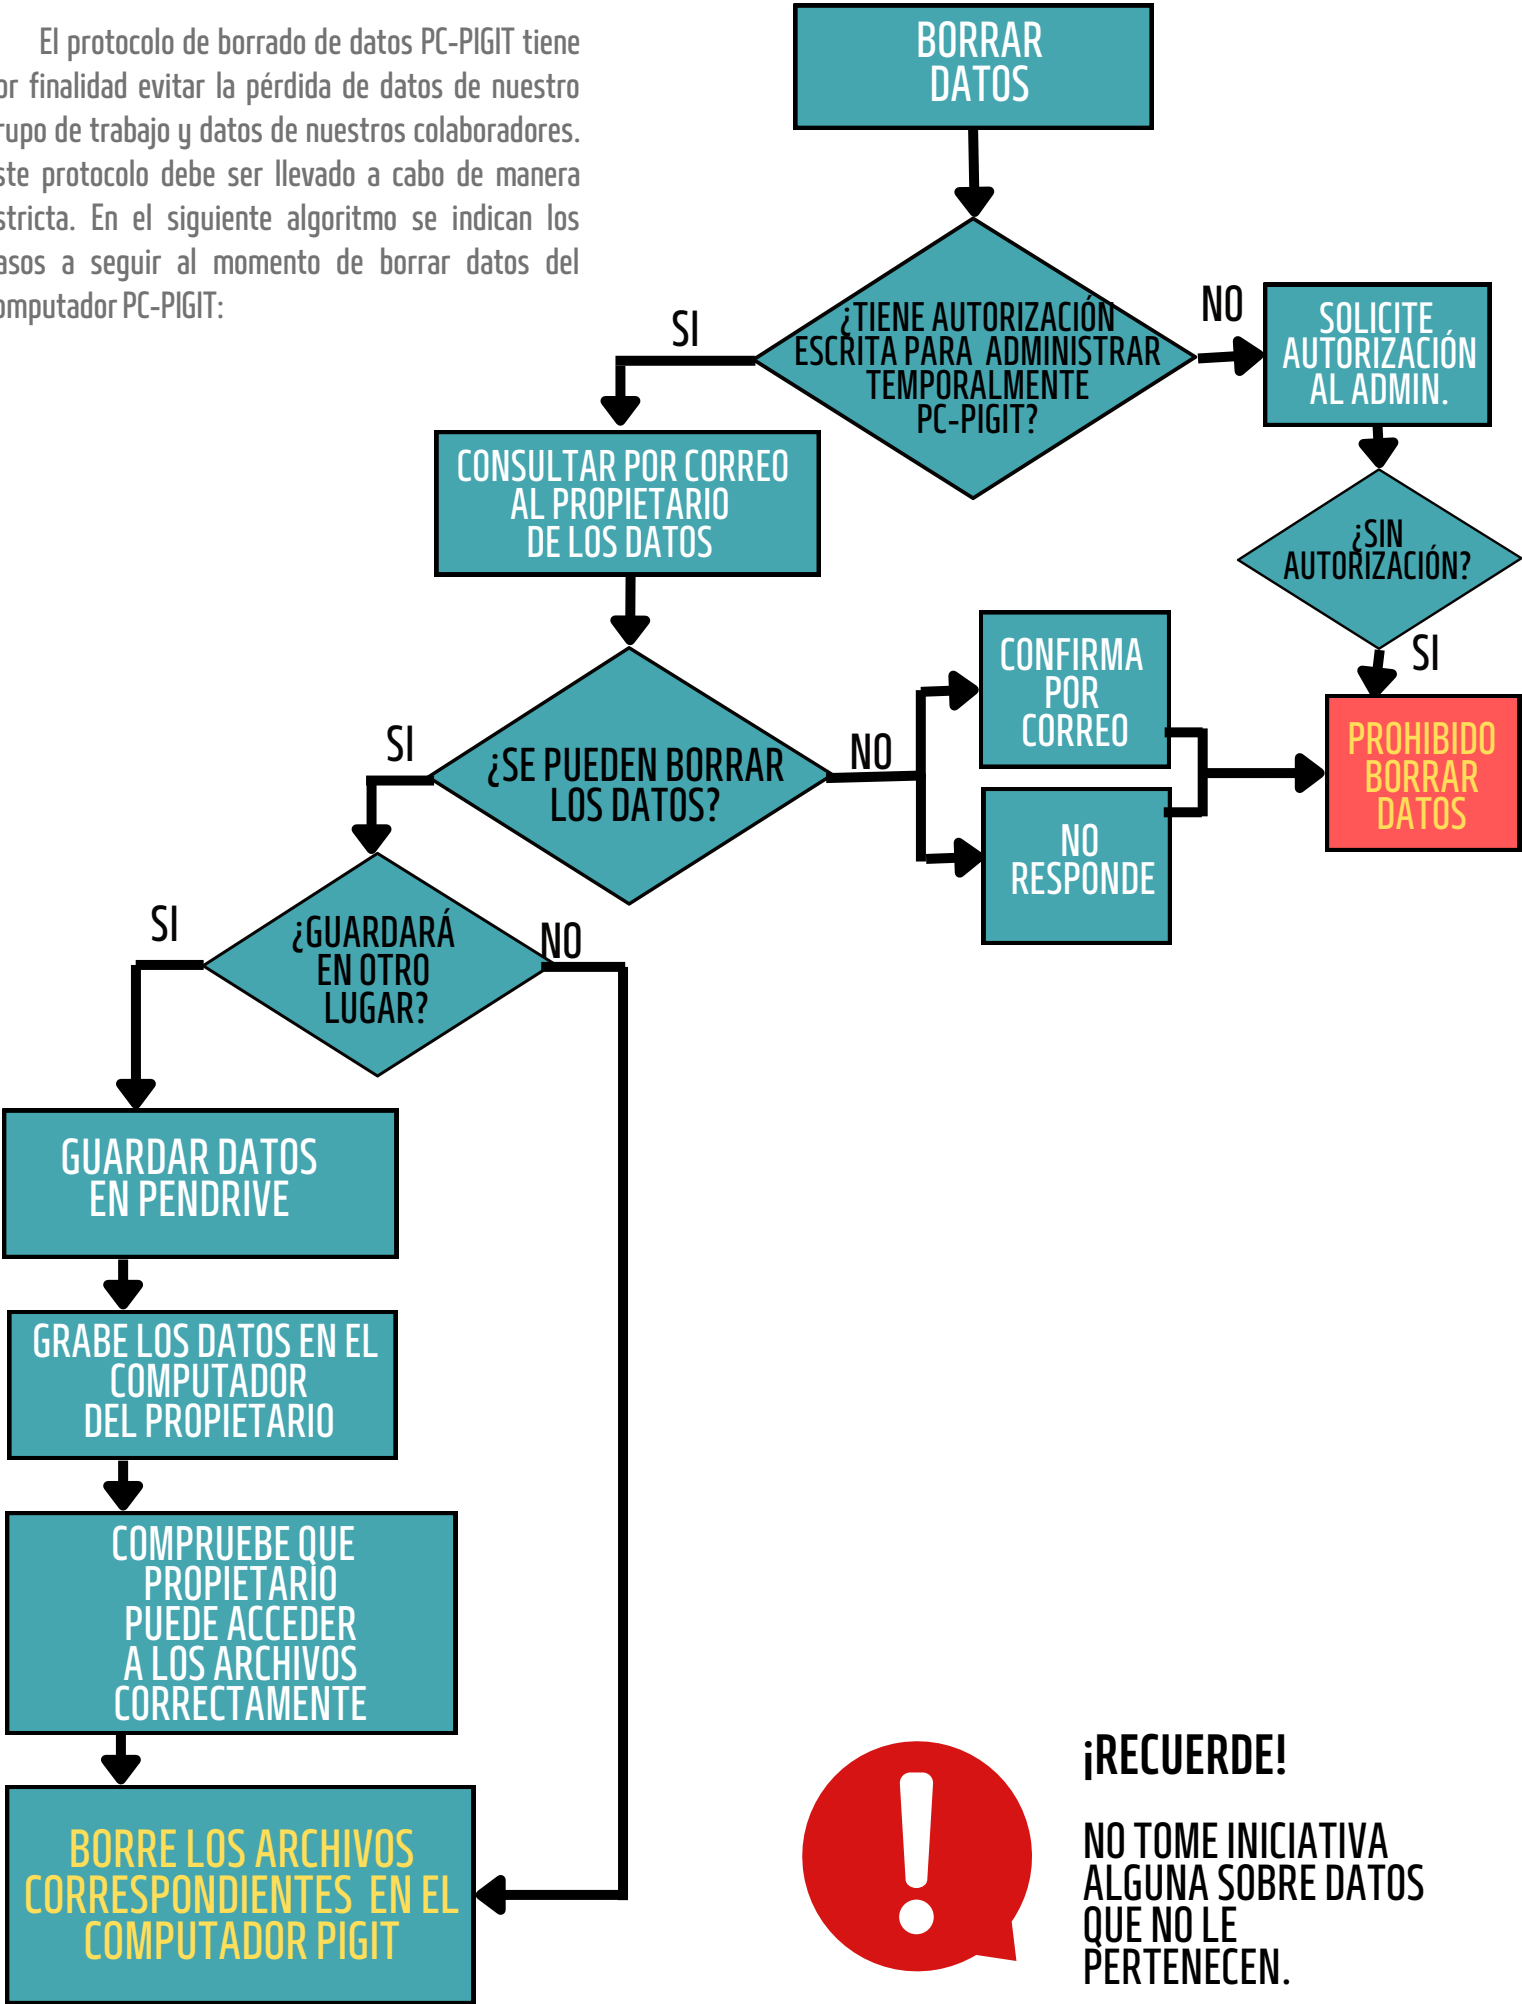 El protocolo de borrado de datos PC-PIGIT tiene
or finalidad evitar la pérdida de datos de nuestro
rupo de trabajo y datos de nuestros colaboradores.
ste protocolo debe ser llevado a cabo de manera
stricta. En el siguiente algoritmo se indican los
asos a seguir al momento de borrar datos del
omputador PC-PIGIT:
BORRAR
DATOS
¿TIENE AUTORIZACIÓN
ESCRITA PARA ADMINISTRAR
TEMPORALMENTE
PC-PIGIT?
NO
SOLICITE
AUTORIZACIÓN
AL ADMIN.
SI
CONSULTAR POR CORREO
AL PROPIETARIO
DE LOS DATOS
¿SIN
AUTORIZACIÓN?
SI
¿SE PUEDEN BORRAR
LOS DATOS?
NO
CONFIRMA
POR
CORREO
NO
RESPONDE
PROHIBIDO
BORRAR
DATOS
SI
¿GUARDARÁ
EN OTRO
LUGAR?
NO
SI
GUARDAR DATOS
EN PENDRIVE
GRABE LOS DATOS EN EL
COMPUTADOR
DEL PROPIETARIO
COMPRUEBE QUE
PROPIETARIO
PUEDE ACCEDER
A LOS ARCHIVOS
CORRECTAMENTE
BORRE LOS ARCHIVOS
CORRESPONDIENTES EN EL
COMPUTADOR PIGIT
¡RECUERDE!
NO TOME INICIATIVA
ALGUNA SOBRE DATOS
QUE NO LE
PERTENECEN.